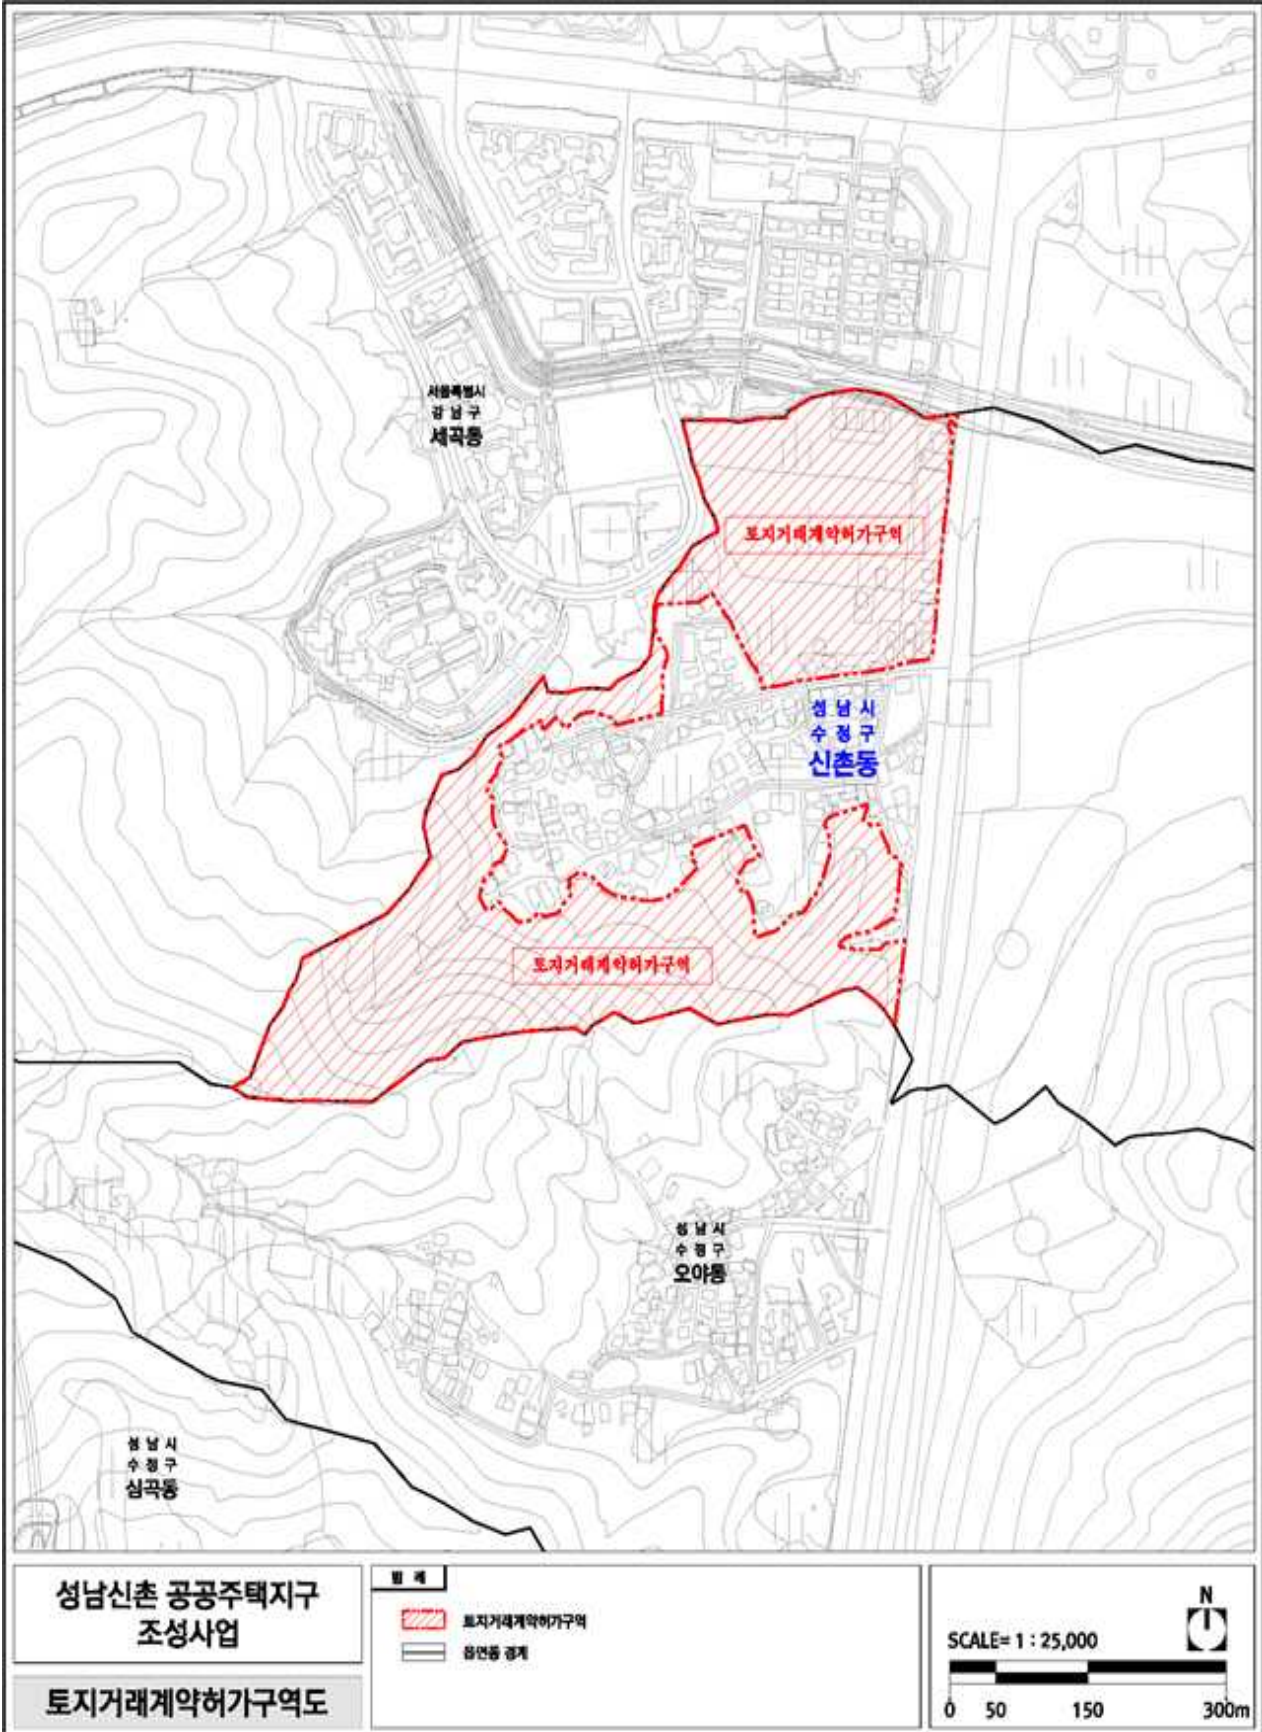 서울특별시
강남구
세곡동
토지거래계약허가구역
성남시
수정구
신촌동
토지거래계약허가구역
성남시
수정구
오야동
성남시
수정구
심곡동
성남신촌 공공주택지구
조성사업
토지거래계약허가구역도
범 례
토지거래계약허가구역
읍면동 경계
N
SCALE= 1 : 25,000
0 50 150 300m